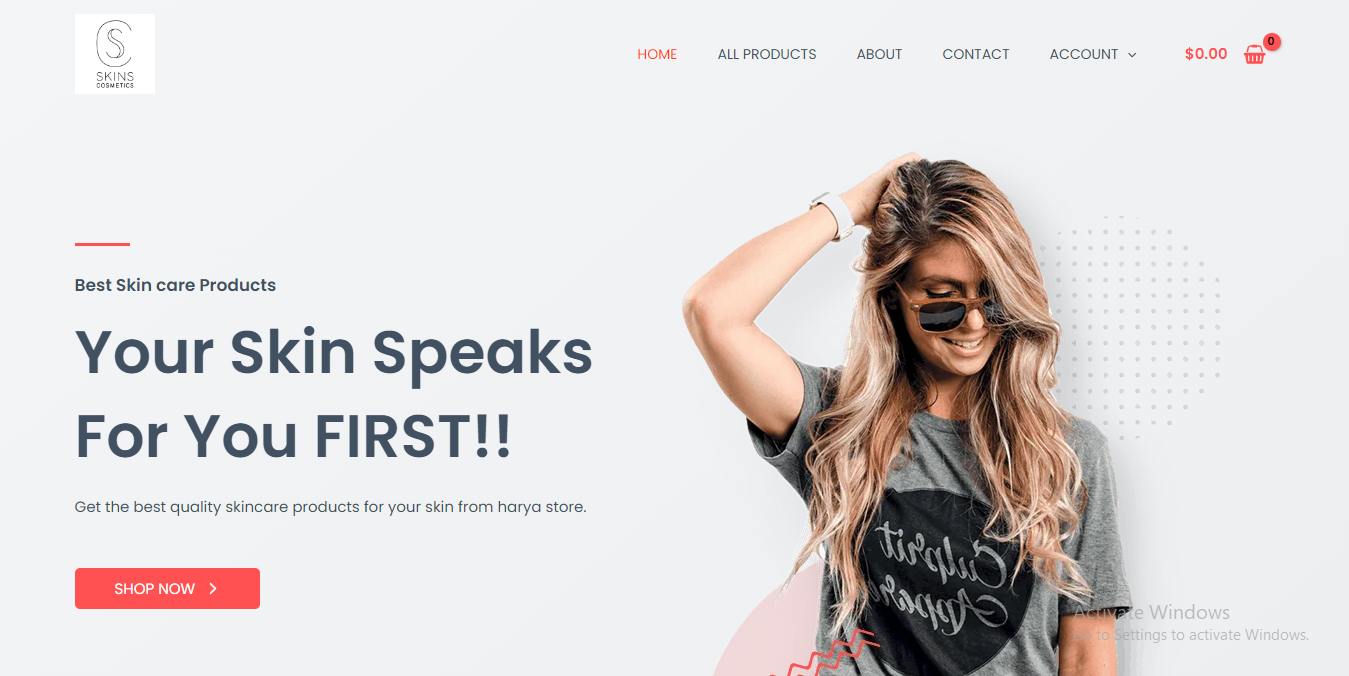 SKINS
COSMETICS
HOME
ALL PRODUCTS
ABOUT
CONTACT
ACCOUNT
$0.00
0
Best Skin care Products
Your Skin Speaks
For You FIRST!!
Get the best quality skincare products for your skin from harya store.
SHOP NOW
Culprit
Apparel
Activate Windows
to Settings to activate Windows.